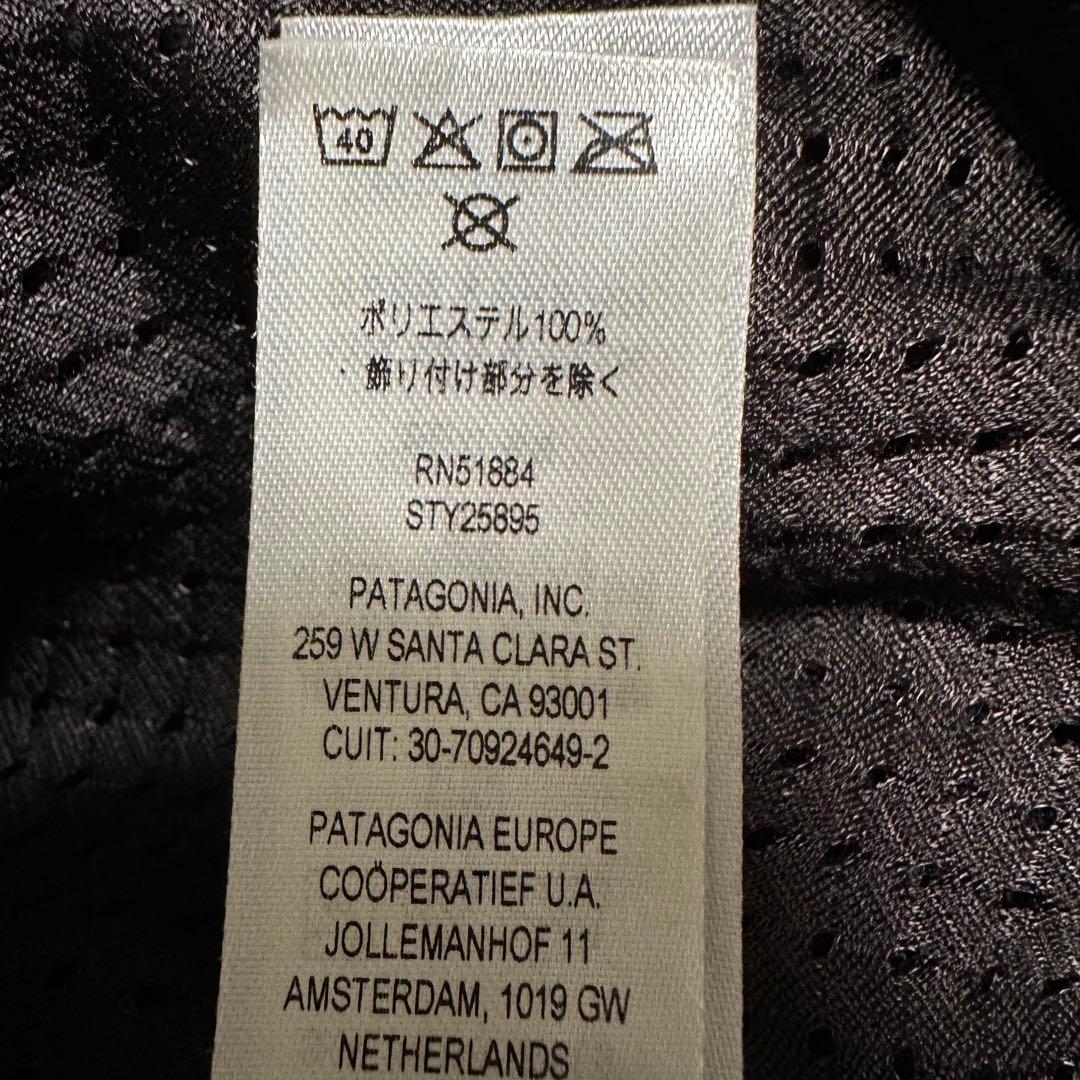 40
ポリエステル100%
飾り付け部分を除く
RN51884
STY25895
PATAGONIA, INC.
259 W SANTA CLARA ST.
VENTURA, CA 93001
CUIT: 30-70924649-2
PATAGONIA EUROPE
COÖPERATIEF U.A.
JOLLEMANHOF 11
AMSTERDAM, 1019 GW
NETHERLANDS